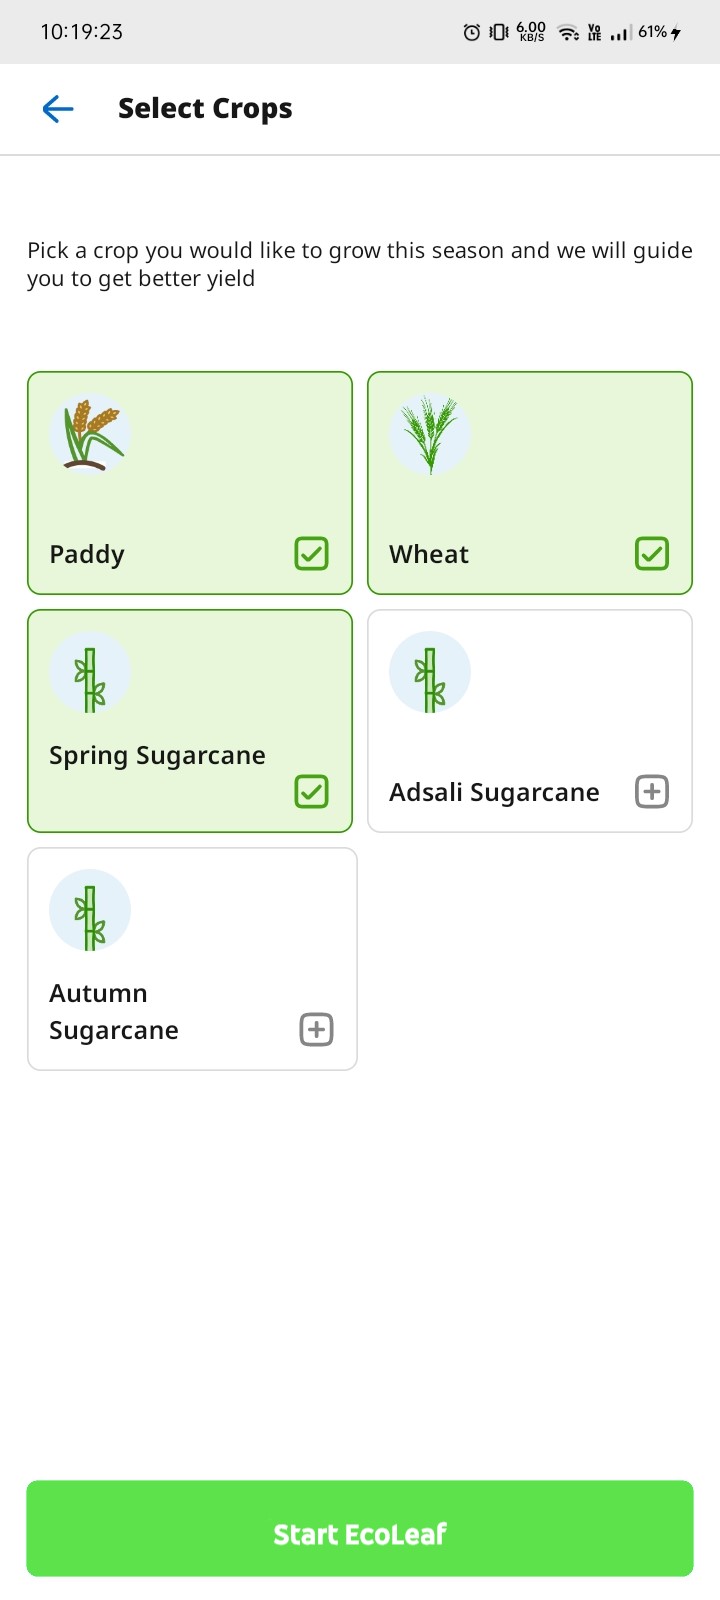 10:19:23
6.00 KB/S
Vo LTE
61%
Select Crops
Pick a crop you would like to grow this season and we will guide
you to get better yield
Paddy
Wheat
Spring Sugarcane
Adsali Sugarcane
Autumn
Sugarcane
Start EcoLeaf